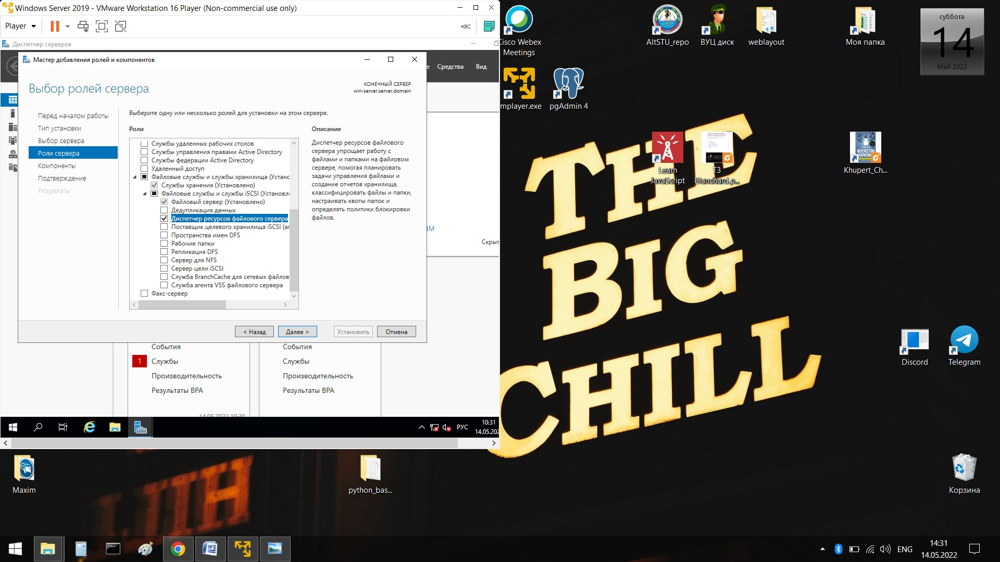 Windows Server 2019 - VMware Workstation 16 Player (Non-commercial use only)
Player
Диспетчер серверов
Мастер добавления ролей и компонентов
Средства
Вид
Выбор ролей сервера
КОНЕЧНЫЙ СЕРВЕР
win-server.server.domain
Перед началом работы
Тип установки
Выбор сервера
Роли сервера
Компоненты
Подтверждение
Результаты
Выберите одну или несколько ролей для установки на этом сервере.
Роли
Службы удаленных рабочих столов
Службы управления правами Active Directory
Службы федерации Active Directory
Удаленный доступ
Файловые службы и службы хранилища (Устанс
Службы хранения (Установлено)
Файловые службы и службы iSCSI (Установл
Файловый сервер (Установлено)
Дедупликация данных
Диспетчер ресурсов файлового сервера
Поставщик целевого хранилища iSCSI (ап
Пространства имен DFS
Рабочие папки
Репликация DFS
Сервер для NFS
Сервер цели iSCSI
Служба BranchCache для сетевых файлов
Служба агента VSS файлового сервера
Факс-сервер
Описание
Диспетчер ресурсов файлового
сервера упрощает работу с
файлами и папками на файловом
сервере, помогая планировать
задачи управления файлами и
создание отчетов хранилища,
классифицировать файлы и папки,
настраивать квоты папок и
определять политики блокировки
файлов.
< Назад
Далее >
Установить
Отмена
Скрыт
События
1 Службы
Производительность
Результаты BPA
14.05.2022 10:30
События
Службы
Производительность
Результаты BPA
РУС
10:31
14.05.202
isco Webex
Meetings
mplayer.exe
pgAdmin 4
AltSTU_repo
ВУЦ диск
weblayout
Моя папка
суббота
14
Май 2022
Learn
JavaScript
ТЗ
Blanchard.p...
ИСКУССТВО
ХАРИЗМ
Khupert_Ch...
THE
BIG
CHILL
Discord
Telegram
Maxim
python_bas...
Корзина
ENG
14:31
14.05.2022